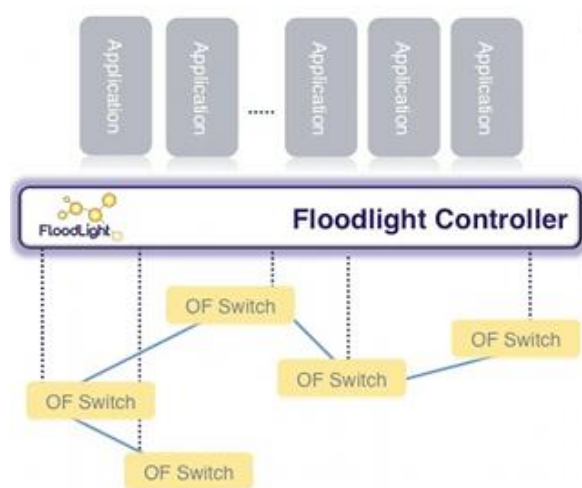 Application
Application
.....
Application
Application
Application
FloodLight
Floodlight Controller
OF Switch
OF Switch
OF Switch
OF Switch
OF Switch